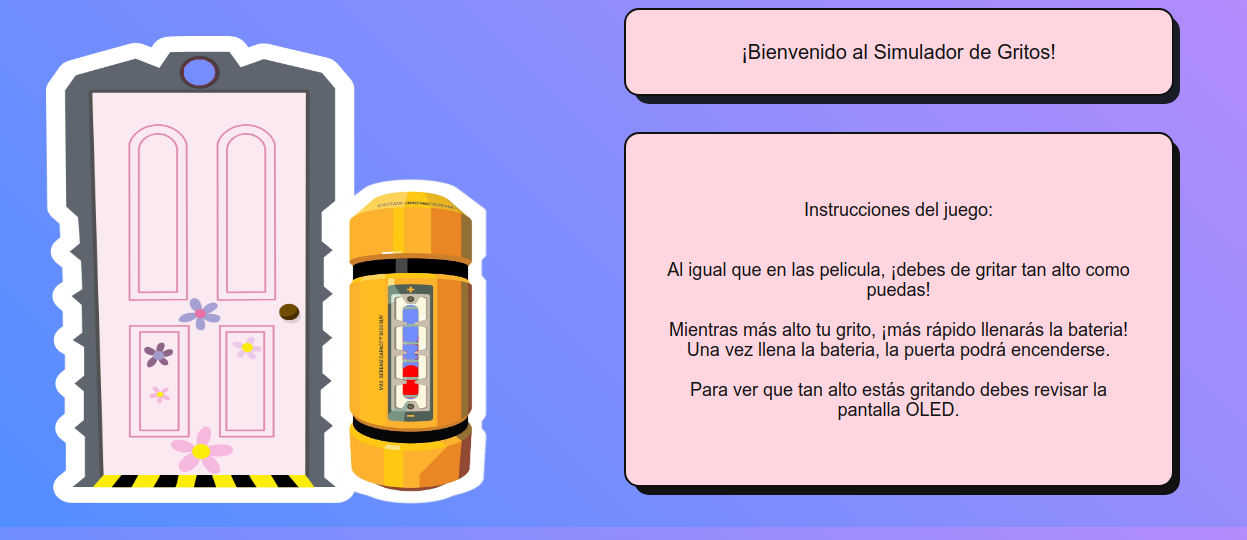 ¡Bienvenido al Simulador de Gritos!
Instrucciones del juego:
Al igual que en las pelicula, ¡debes de gritar tan alto como
puedas!
Mientras más alto tu grito, ¡más rápido llenarás la bateria!
Una vez llena la bateria, la puerta podrá encenderse.
Para ver que tan alto estás gritando debes revisar la
pantalla OLED.